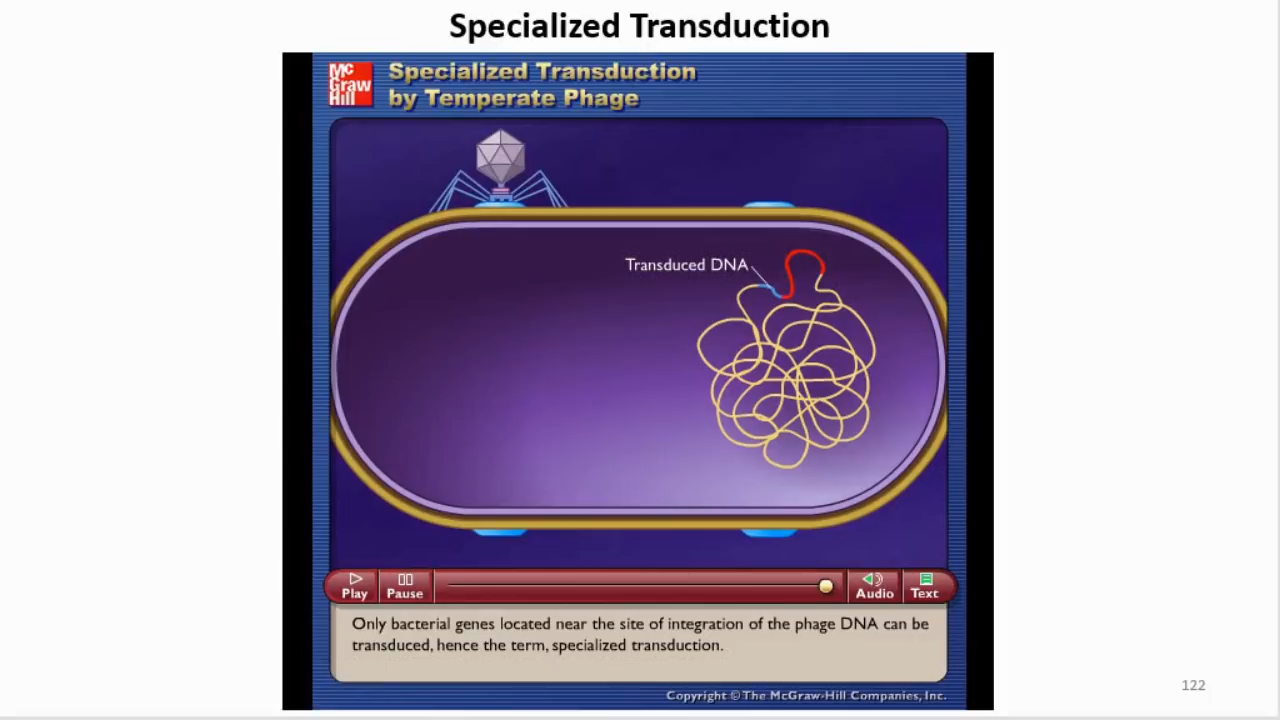 Specialized Transduction
Mc
Graw
Hill
Specialized Transduction
by Temperate Phage
Transduced DNA
Play
Pause
Audio
Text
Only bacterial genes located near the site of integration of the phage DNA can be
transduced, hence the term, specialized transduction.
Copyright © The McGraw-Hill Companies, Inc.
122